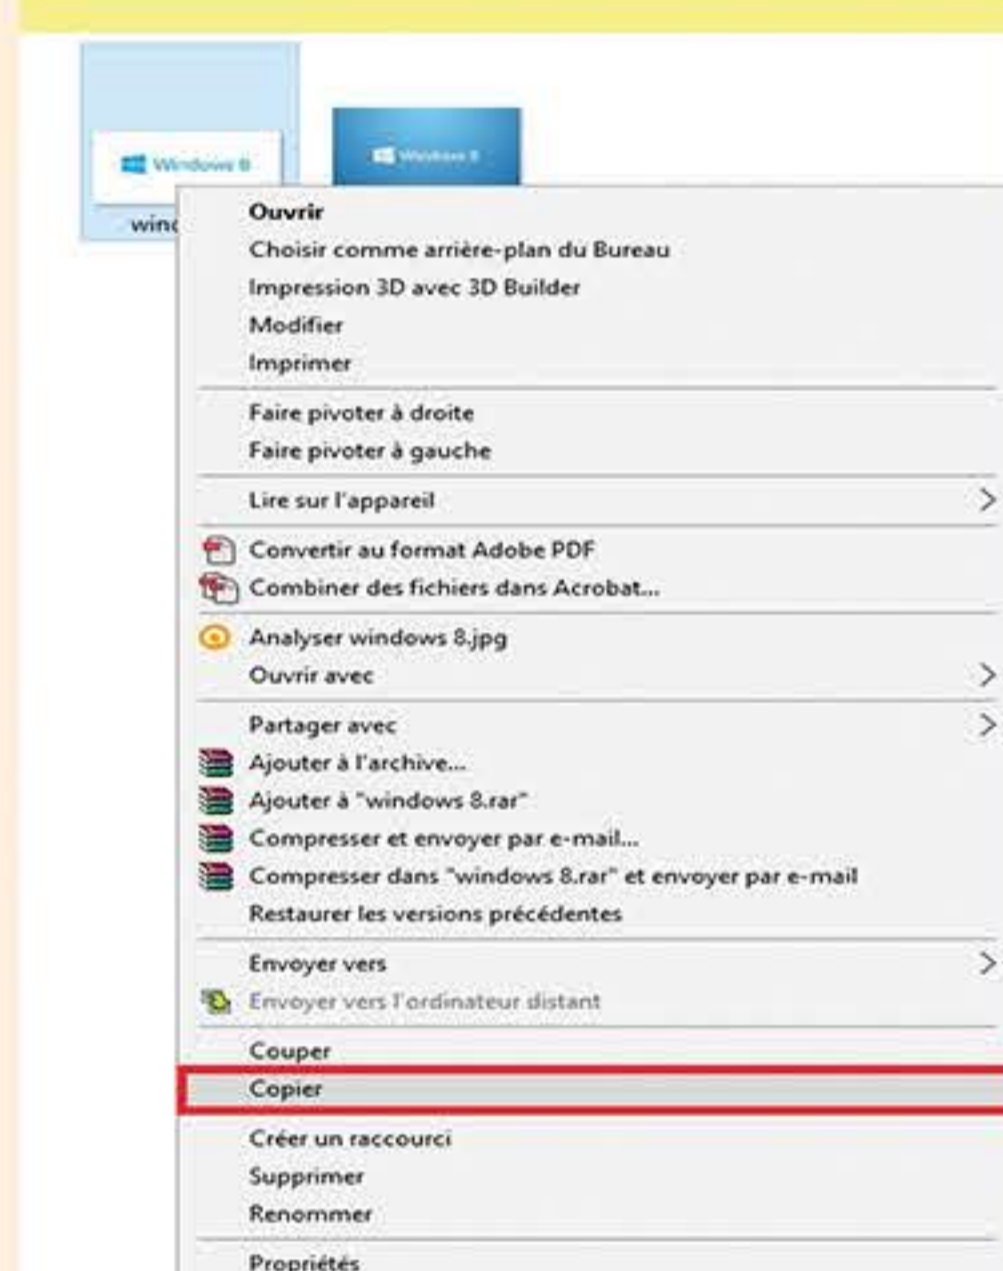 Windows 8
Windows 8
wind
Ouvrir
Choisir comme arrière-plan du Bureau
Impression 3D avec 3D Builder
Modifier
Imprimer
Faire pivoter à droite
Faire pivoter à gauche
Lire sur l'appareil
Convertir au format Adobe PDF
Combiner des fichiers dans Acrobat...
Analyser windows 8.jpg
Ouvrir avec
Partager avec
Ajouter à l'archive...
Ajouter à "windows 8.rar"
Compresser et envoyer par e-mail...
Compresser dans "windows 8.rar" et envoyer par e-mail
Restaurer les versions précédentes
Envoyer vers
Envoyer vers l'ordinateur distant
Couper
Copier
Créer un raccourci
Supprimer
Renommer
Propriétés